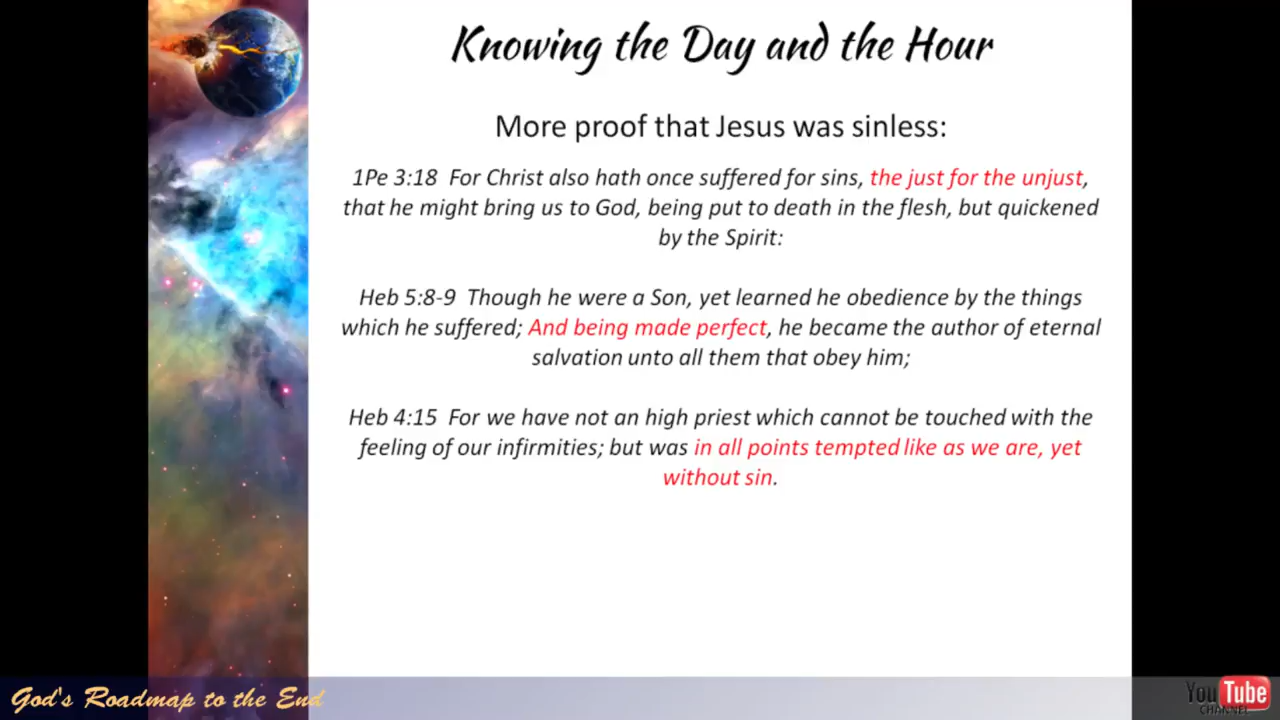 Knowing the Day and the Hour
More proof that Jesus was sinless:
1Pe 3:18  For Christ also hath once suffered for sins, the just for the unjust,
that he might bring us to God, being put to death in the flesh, but quickened
by the Spirit:
Heb 5:8-9  Though he were a Son, yet learned he obedience by the things
which he suffered; And being made perfect, he became the author of eternal
salvation unto all them that obey him;
Heb 4:15  For we have not an high priest which cannot be touched with the
feeling of our infirmities; but was in all points tempted like as we are, yet
without sin.
God's Roadmap to the End
YouTube
CHANNEL